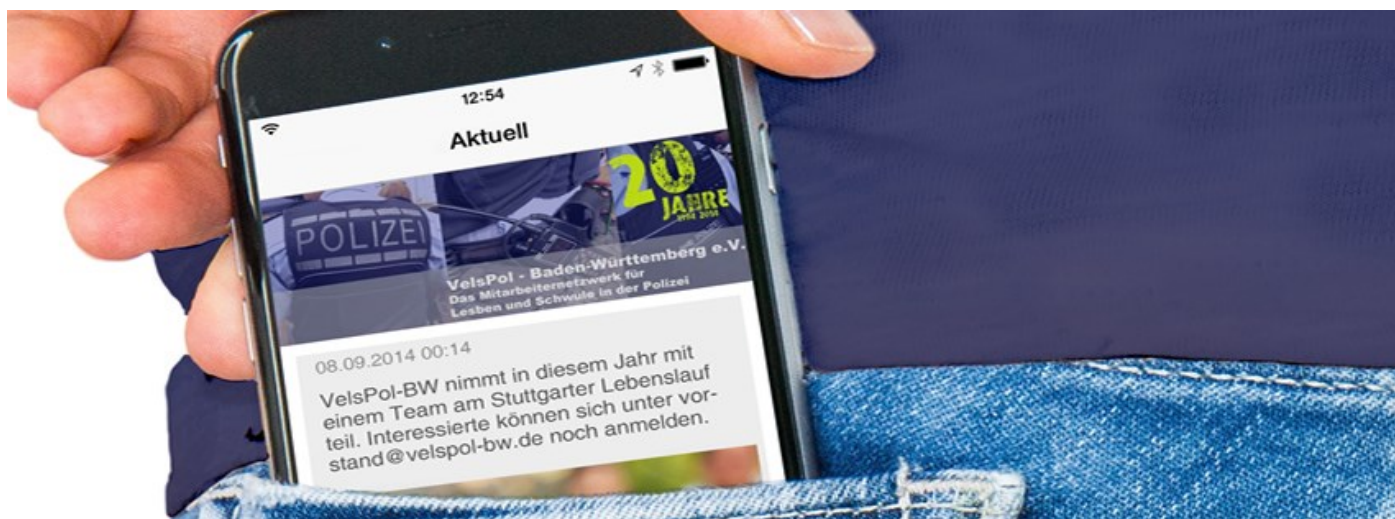 12:54
Aktuell
POLIZEI
20
JAHRE
1994 2014
VelsPol - Baden-Württemberg e.V.
Das Mitarbeiternetzwerk für
Lesben und Schwule in der Polizei
08.09.2014 00:14
VelsPol-BW nimmt in diesem Jahr mit
einem Team am Stuttgarter Lebenslauf
teil. Interessierte können sich unter vor-
stand@velspol-bw.de noch anmelden.